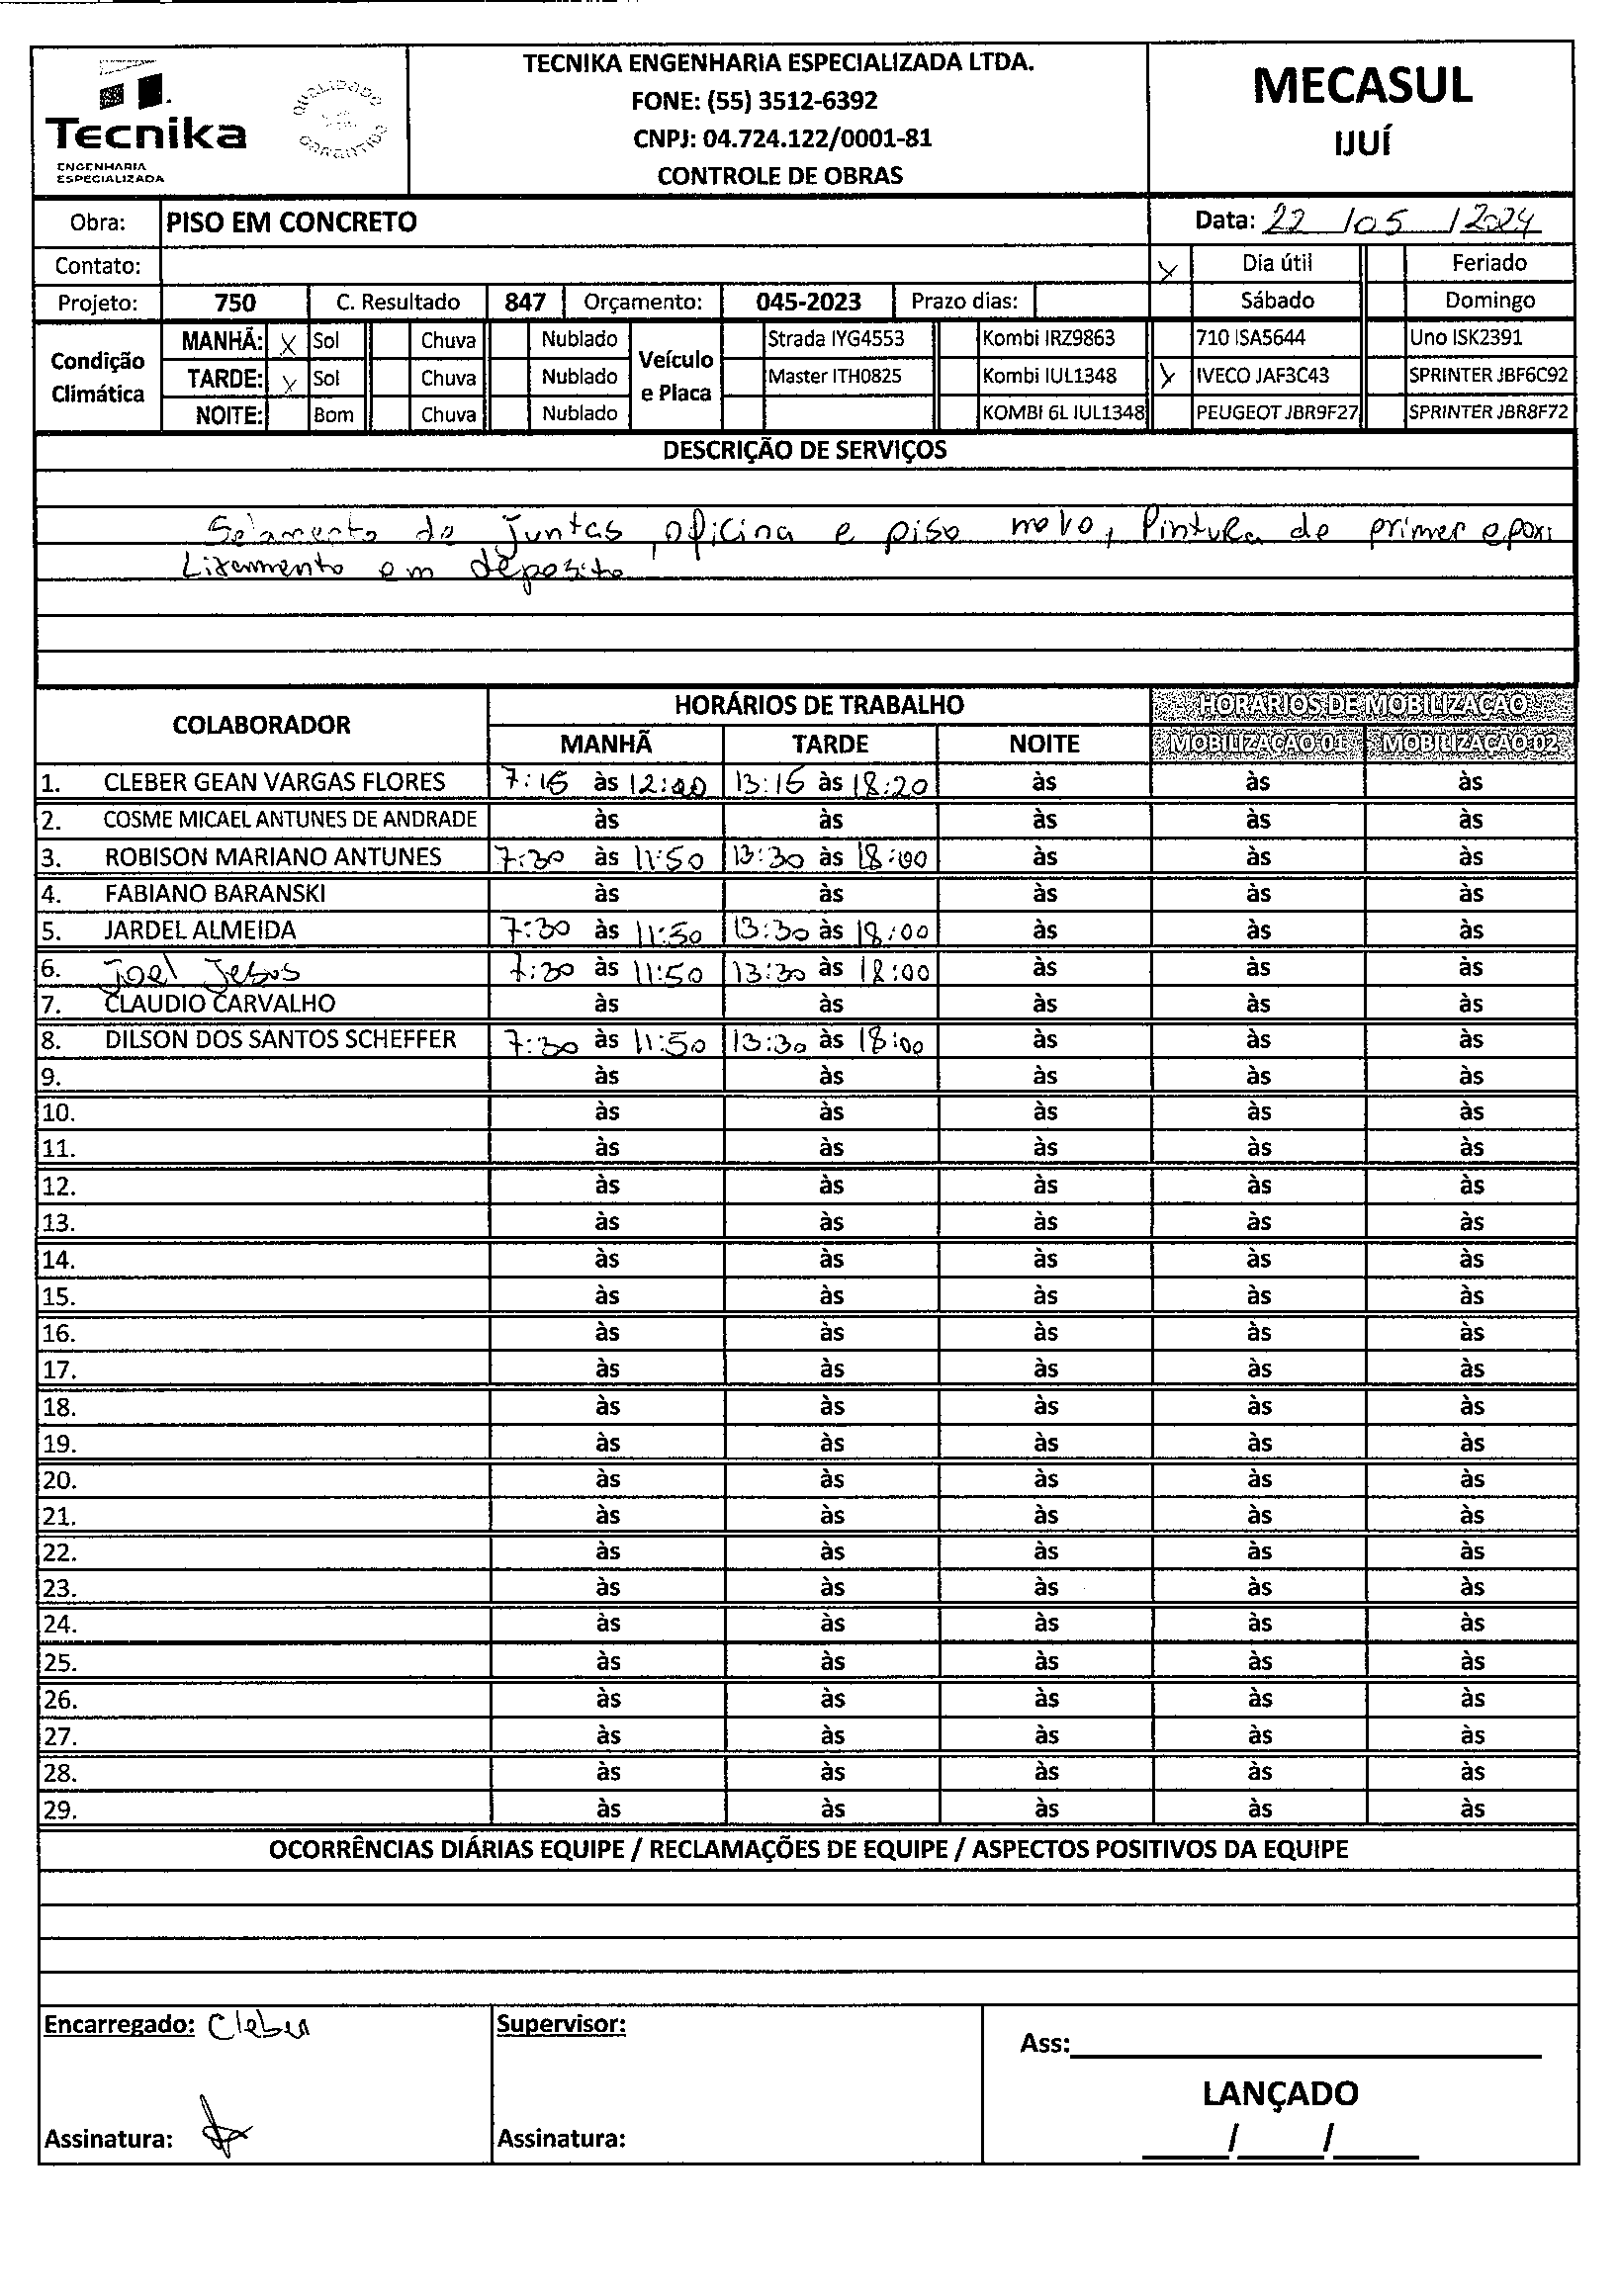 Tecnika
ENGENHARIA
ESPECIALIZADA
QUALIDADE
GARANTIDA
TECNIKA ENGENHARIA ESPECIALIZADA LTDA.
FONE: (55) 3512-6392
CNPJ: 04.724.122/0001-81
CONTROLE DE OBRAS
MECASUL
IJUÍ
Obra: PISO EM CONCRETO Data: 22 / 05 / 2024
Contato: X Dia útil Feriado
Projeto: 750 C. Resultado 847 Orçamento: 045-2023 Prazo dias: Sábado Domingo
Condição Climática
MANHÃ: X Sol Chuva Nublado
TARDE: X Sol Chuva Nublado
NOITE: Bom Chuva Nublado
Veículo e Placa
Strada IYG4553 Kombi IRZ9863 710 ISA5644 Uno ISK2391
Master ITH0825 Kombi IUL1348 X IVECO JAF3C43 SPRINTER JBF6C92
KOMBI 6L IUL1348 PEUGEOT JBR9F27 SPRINTER JBR8F72
DESCRIÇÃO DE SERVIÇOS
Selamento de Juntas, oficina e piso novo, Pintura de primer epoxi
Lixamento em deposito
COLABORADOR HORÁRIOS DE TRABALHO HORÁRIOS DE MOBILIZAÇÃO
MANHÃ TARDE NOITE MOBILIZAÇÃO 01 MOBILIZAÇÃO 02
1. CLEBER GEAN VARGAS FLORES 7:15 às 12:00 13:15 às 18:20 às às às
2. COSME MICAEL ANTUNES DE ANDRADE às às às às às
3. ROBISON MARIANO ANTUNES 7:30 às 11:50 13:30 às 18:00 às às às
4. FABIANO BARANSKI às às às às às
5. JARDEL ALMEIDA 7:30 às 11:50 13:30 às 18:00 às às às
6. Joel Jesus 7:30 às 11:50 13:30 às 18:00 às às às
7. CLAUDIO CARVALHO às às às às às
8. DILSON DOS SANTOS SCHEFFER 7:30 às 11:50 13:30 às 18:00 às às às
9. às às às às às
10. às às às às às
11. às às às às às
12. às às às às às
13. às às às às às
14. às às às às às
15. às às às às às
16. às às às às às
17. às às às às às
18. às às às às às
19. às às às às às
20. às às às às às
21. às às às às às
22. às às às às às
23. às às às às às
24. às às às às às
25. às às às às às
26. às às às às às
27. às às às às às
28. às às às às às
29. às às às às às
OCORRÊNCIAS DIÁRIAS EQUIPE / RECLAMAÇÕES DE EQUIPE / ASPECTOS POSITIVOS DA EQUIPE
Encarregado: Cleber Supervisor: Ass:
LANÇADO
Assinatura: Assinatura: / /